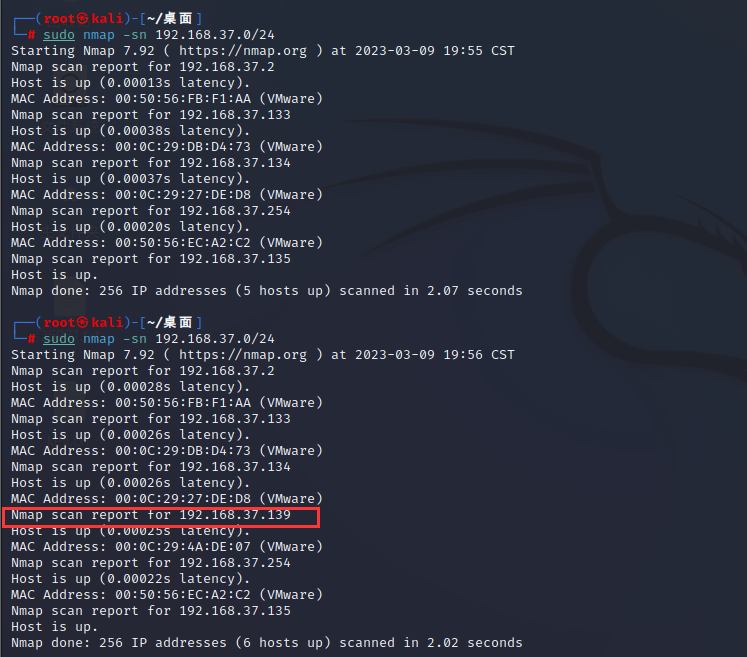 ┌──(root㉿kali)-[~/桌面]
└─# sudo nmap -sn 192.168.37.0/24
Starting Nmap 7.92 ( https://nmap.org ) at 2023-03-09 19:55 CST
Nmap scan report for 192.168.37.2
Host is up (0.00013s latency).
MAC Address: 00:50:56:FB:F1:AA (VMware)
Nmap scan report for 192.168.37.133
Host is up (0.00038s latency).
MAC Address: 00:0C:29:DB:D4:73 (VMware)
Nmap scan report for 192.168.37.134
Host is up (0.00037s latency).
MAC Address: 00:0C:29:27:DE:D8 (VMware)
Nmap scan report for 192.168.37.254
Host is up (0.00020s latency).
MAC Address: 00:50:56:EC:A2:C2 (VMware)
Nmap scan report for 192.168.37.135
Host is up.
Nmap done: 256 IP addresses (5 hosts up) scanned in 2.07 seconds
┌──(root㉿kali)-[~/桌面]
└─# sudo nmap -sn 192.168.37.0/24
Starting Nmap 7.92 ( https://nmap.org ) at 2023-03-09 19:56 CST
Nmap scan report for 192.168.37.2
Host is up (0.00028s latency).
MAC Address: 00:50:56:FB:F1:AA (VMware)
Nmap scan report for 192.168.37.133
Host is up (0.00026s latency).
MAC Address: 00:0C:29:DB:D4:73 (VMware)
Nmap scan report for 192.168.37.134
Host is up (0.00026s latency).
MAC Address: 00:0C:29:27:DE:D8 (VMware)
Nmap scan report for 192.168.37.139
Host is up (0.00025s latency).
MAC Address: 00:0C:29:4A:DE:07 (VMware)
Nmap scan report for 192.168.37.254
Host is up (0.00022s latency).
MAC Address: 00:50:56:EC:A2:C2 (VMware)
Nmap scan report for 192.168.37.135
Host is up.
Nmap done: 256 IP addresses (6 hosts up) scanned in 2.02 seconds